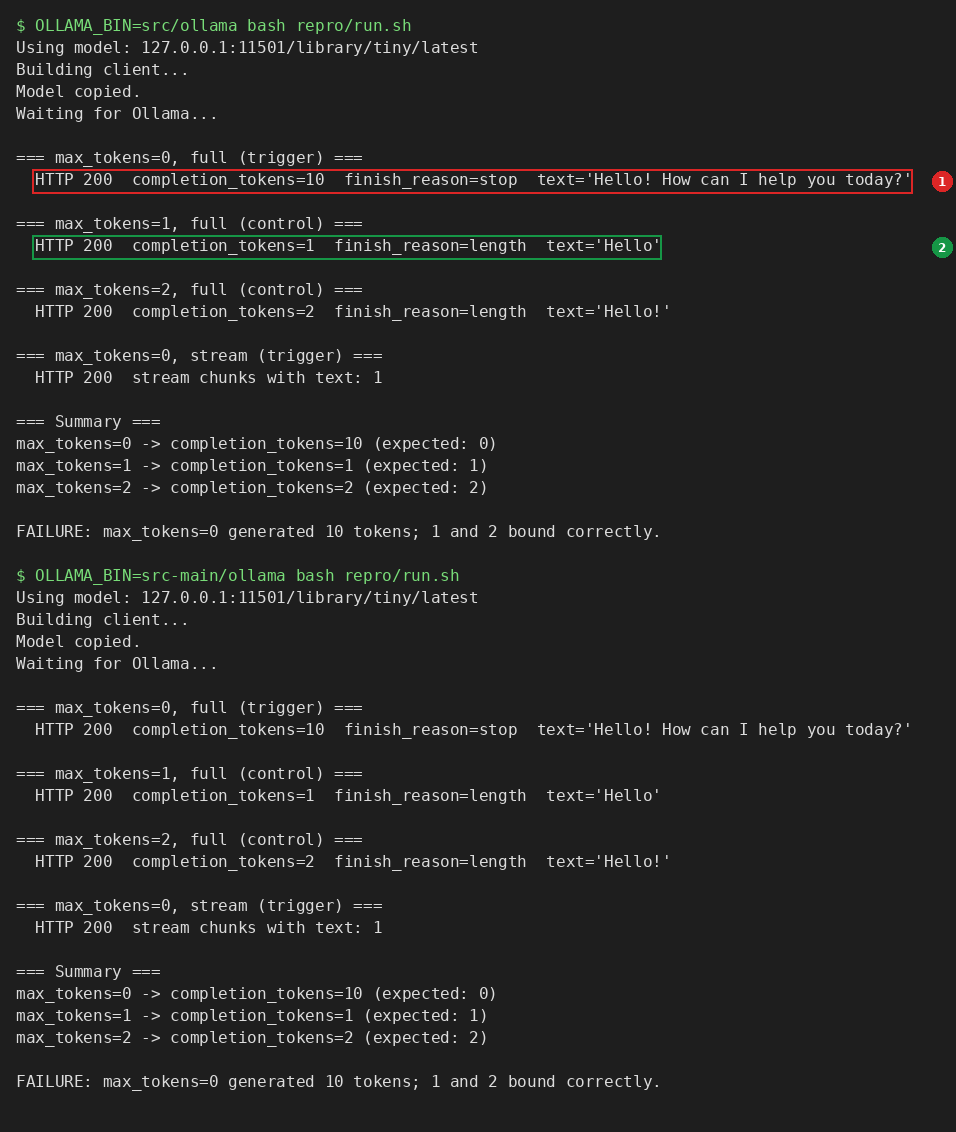 $ OLLAMA_BIN=src/ollama bash repro/run.sh
Using model: 127.0.0.1:11501/library/tiny/latest
Building client...
Model copied.
Waiting for Ollama...
=== max_tokens=0, full (trigger) ===
HTTP 200  completion_tokens=10  finish_reason=stop  text='Hello! How can I help you today?' 1
=== max_tokens=1, full (control) ===
HTTP 200  completion_tokens=1  finish_reason=length  text='Hello' 2
=== max_tokens=2, full (control) ===
HTTP 200  completion_tokens=2  finish_reason=length  text='Hello!'
=== max_tokens=0, stream (trigger) ===
HTTP 200  stream chunks with text: 1
=== Summary ===
max_tokens=0 -> completion_tokens=10 (expected: 0)
max_tokens=1 -> completion_tokens=1 (expected: 1)
max_tokens=2 -> completion_tokens=2 (expected: 2)
FAILURE: max_tokens=0 generated 10 tokens; 1 and 2 bound correctly.
$ OLLAMA_BIN=src-main/ollama bash repro/run.sh
Using model: 127.0.0.1:11501/library/tiny/latest
Building client...
Model copied.
Waiting for Ollama...
=== max_tokens=0, full (trigger) ===
HTTP 200  completion_tokens=10  finish_reason=stop  text='Hello! How can I help you today?'
=== max_tokens=1, full (control) ===
HTTP 200  completion_tokens=1  finish_reason=length  text='Hello'
=== max_tokens=2, full (control) ===
HTTP 200  completion_tokens=2  finish_reason=length  text='Hello!'
=== max_tokens=0, stream (trigger) ===
HTTP 200  stream chunks with text: 1
=== Summary ===
max_tokens=0 -> completion_tokens=10 (expected: 0)
max_tokens=1 -> completion_tokens=1 (expected: 1)
max_tokens=2 -> completion_tokens=2 (expected: 2)
FAILURE: max_tokens=0 generated 10 tokens; 1 and 2 bound correctly.